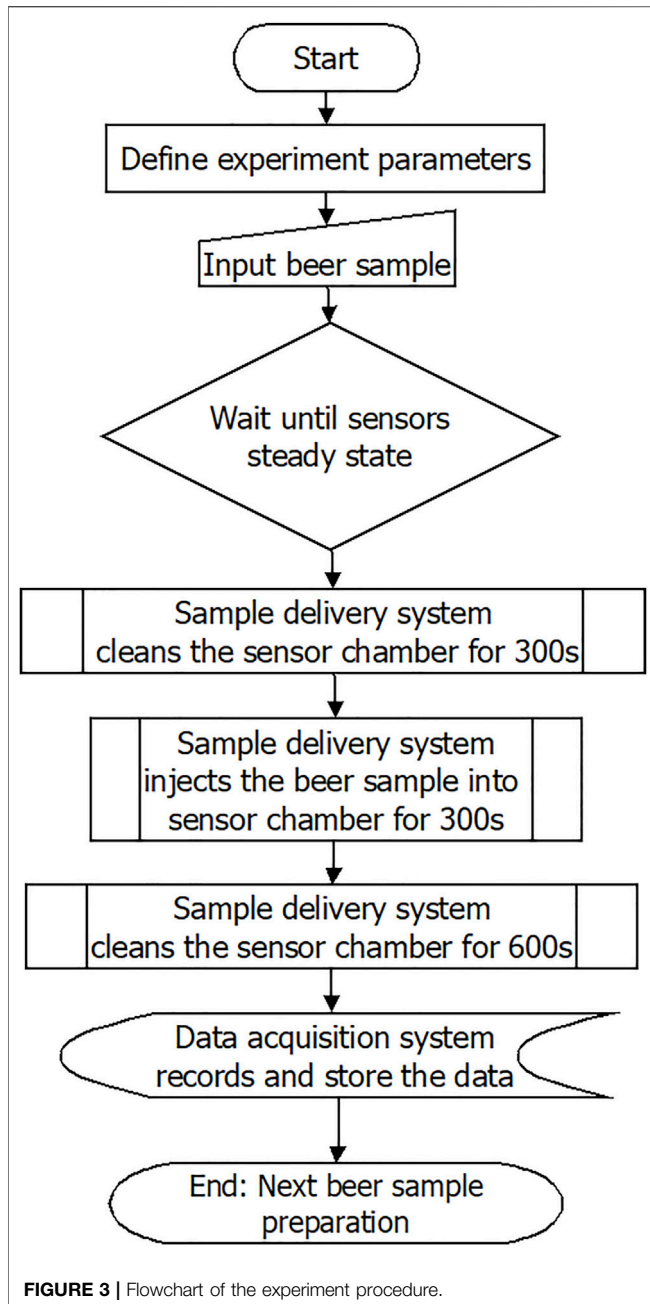 Start
Define experiment parameters
Input beer sample
Wait until sensors
steady state
Sample delivery system
cleans the sensor chamber for 300s
Sample delivery system
injects the beer sample into
sensor chamber for 300s
Sample delivery system
cleans the sensor chamber for 600s
Data acquisition system
records and store the data
End: Next beer sample
preparation
FIGURE 3 | Flowchart of the experiment procedure.